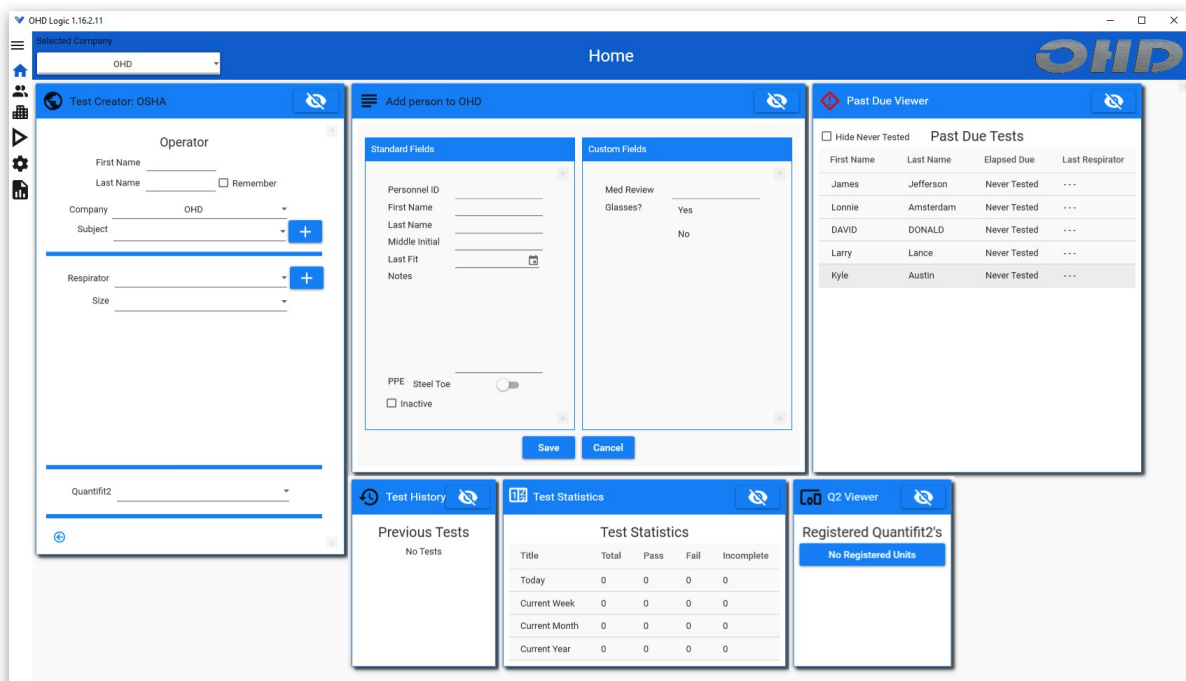 OHD Logic 1.16.2.11
Selected Company
OHD
Home
OHD
Test Creator: OSHA
Operator
First Name
Last Name Remember
Company OHD
Subject +
Respirator +
Size
Quantifit2
Add person to OHD
Standard Fields
Personnel ID
First Name
Last Name
Middle Initial
Last Fit
Notes
PPE Steel Toe
Inactive
Custom Fields
Med Review
Glasses? Yes
No
Save Cancel
Past Due Viewer
Hide Never Tested Past Due Tests
First Name Last Name Elapsed Due Last Respirator
James Jefferson Never Tested ---
Lonnie Amsterdam Never Tested ---
DAVID DONALD Never Tested ---
Larry Lance Never Tested ---
Kyle Austin Never Tested ---
Test History
Previous Tests
No Tests
Test Statistics
Test Statistics
Title Total Pass Fail Incomplete
Today 0 0 0 0
Current Week 0 0 0 0
Current Month 0 0 0 0
Current Year 0 0 0 0
Q2 Viewer
Registered Quantifit2's
No Registered Units